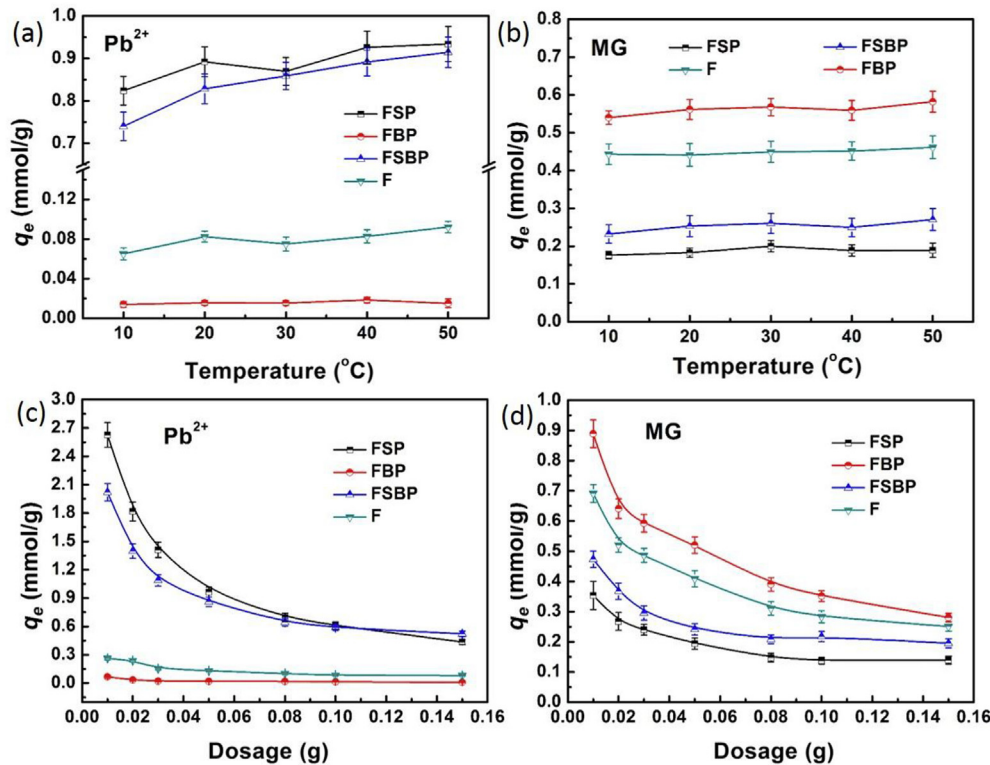 (a) Pb2+
1.0
0.9
0.8
0.7
0.12
0.08
0.04
0.00
qe (mmol/g)
FSP
FBP
FSBP
F
10 20 30 40 50
Temperature (oC)
(b) MG
0.8
0.7
0.6
0.5
0.4
0.3
0.2
0.1
0.0
qe (mmol/g)
FSP FSBP
F FBP
10 20 30 40 50
Temperature (oC)
(c) Pb2+
3.0
2.7
2.4
2.1
1.8
1.5
1.2
0.9
0.6
0.3
0.0
qe (mmol/g)
FSP
FBP
FSBP
F
0.00 0.02 0.04 0.06 0.08 0.10 0.12 0.14 0.16
Dosage (g)
(d) MG
1.0
0.9
0.8
0.7
0.6
0.5
0.4
0.3
0.2
0.1
0.0
qe (mmol/g)
FSP
FBP
FSBP
F
0.00 0.02 0.04 0.06 0.08 0.10 0.12 0.14 0.16
Dosage (g)